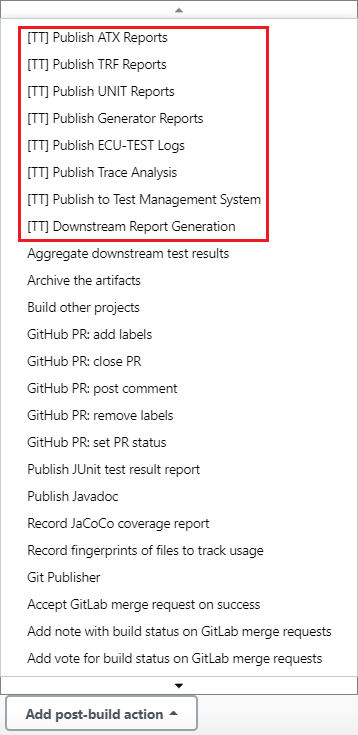 [TT] Publish ATX Reports
[TT] Publish TRF Reports
[TT] Publish UNIT Reports
[TT] Publish Generator Reports
[TT] Publish ECU-TEST Logs
[TT] Publish Trace Analysis
[TT] Publish to Test Management System
[TT] Downstream Report Generation
Aggregate downstream test results
Archive the artifacts
Build other projects
GitHub PR: add labels
GitHub PR: close PR
GitHub PR: post comment
GitHub PR: remove labels
GitHub PR: set PR status
Publish JUnit test result report
Publish Javadoc
Record JaCoCo coverage report
Record fingerprints of files to track usage
Git Publisher
Accept GitLab merge request on success
Add note with build status on GitLab merge requests
Add vote for build status on GitLab merge requests
Add post-build action